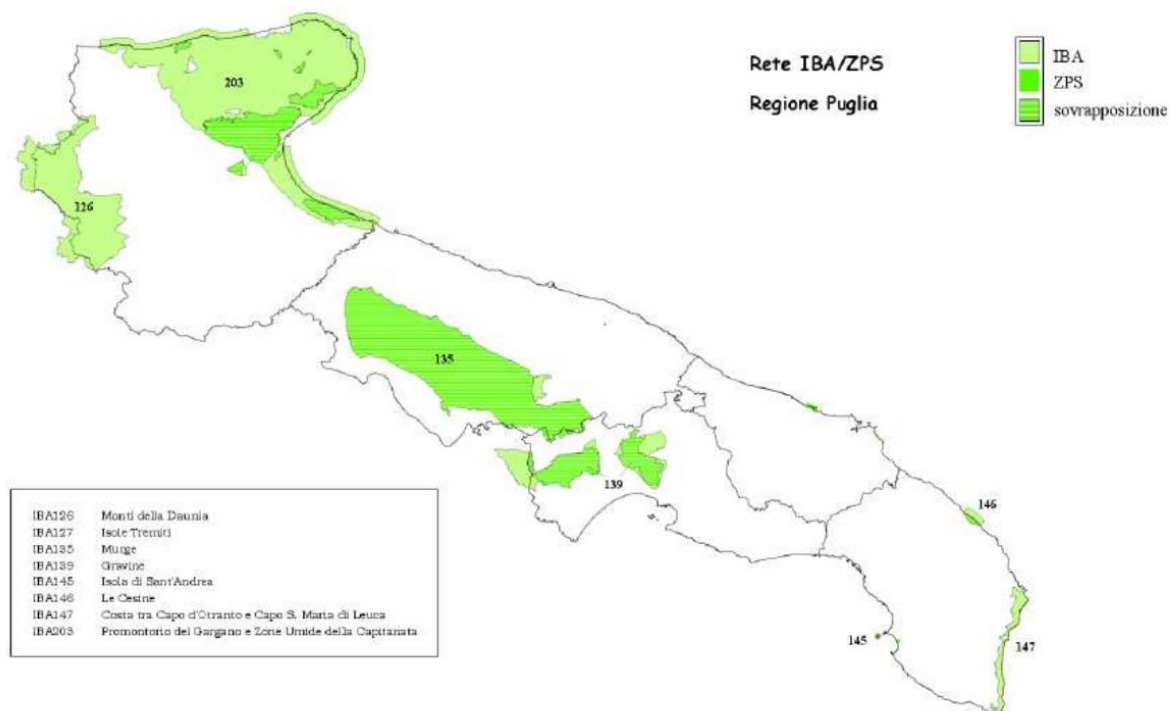 Rete IBA/ZPS
Regione Puglia
IBA
ZPS
sovrapposizione
203
126
135
139
146
145
147
IBA126 Monti della Daunia
IBA127 Isole Tremiti
IBA135 Murge
IBA139 Gravine
IBA145 Isola di Sant'Andrea
IBA146 Le Cesine
IBA147 Costa tra Capo d'Otranto e Capo S. Maria di Leuca
IBA203 Promontorio del Gargano e Zone Umide della Capitanata